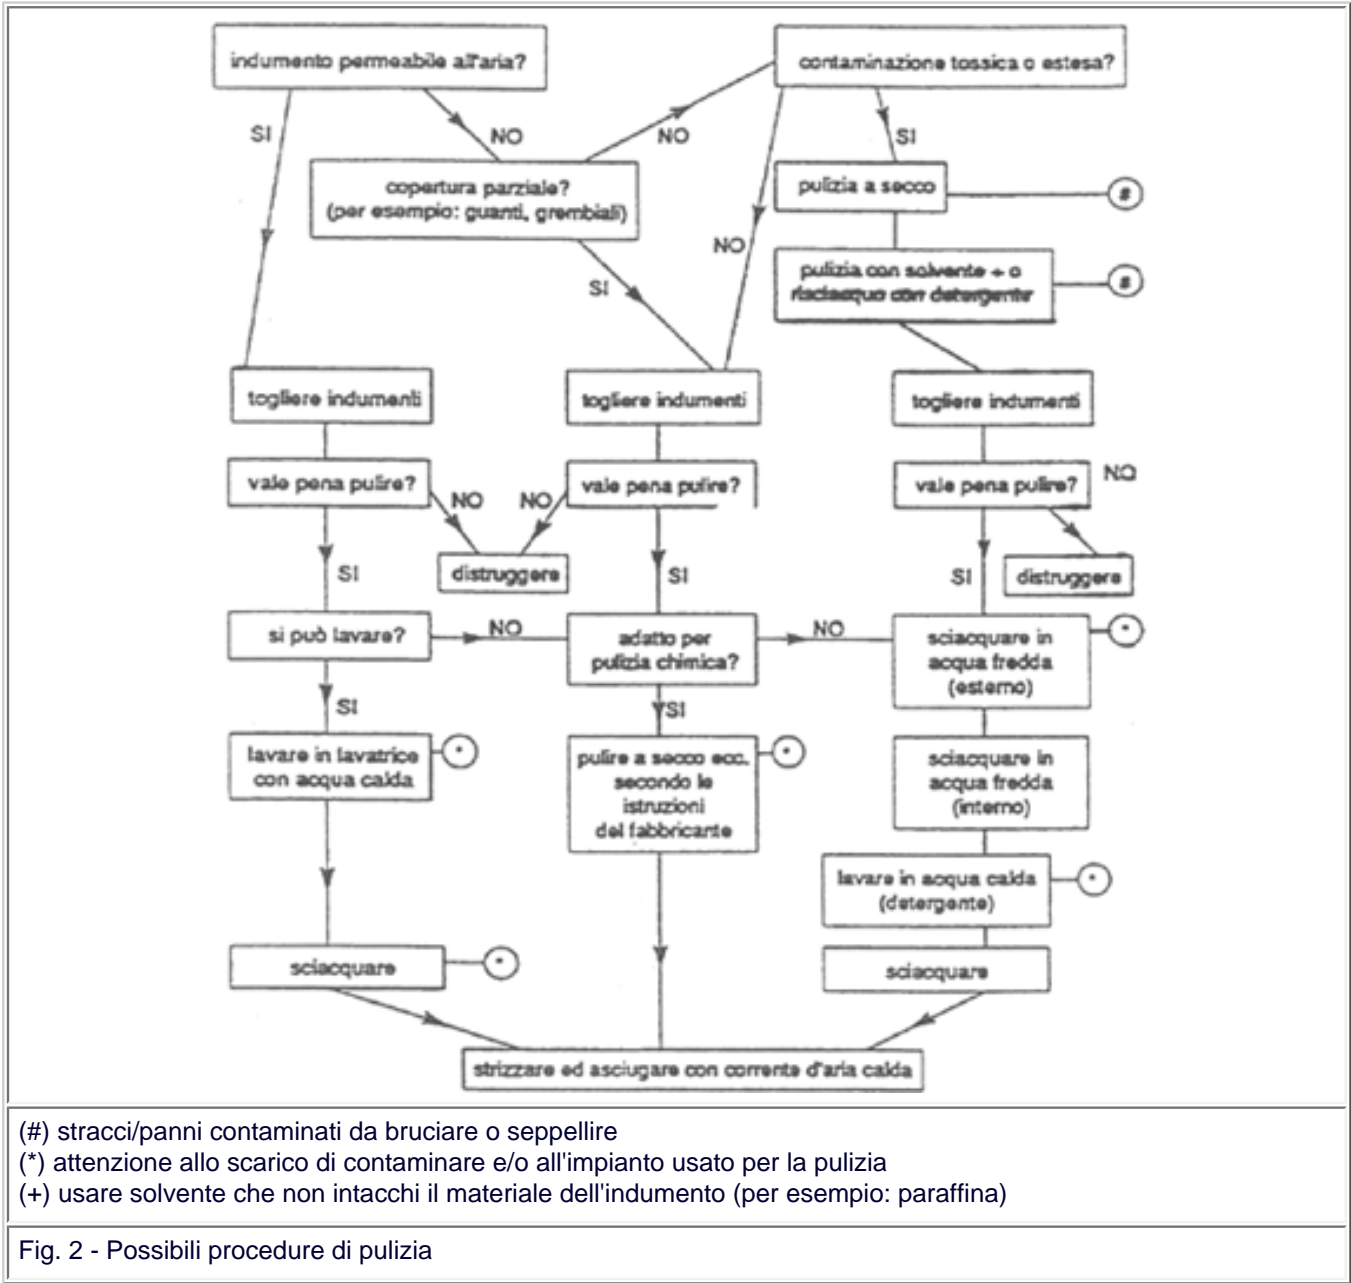 indumento permeabile all'aria?
contaminazione tossica o estesa?
SI
NO
NO
SI
copertura parziale?
(per esempio: guanti, grembiali)
pulizia a secco
#
NO
SI
pulizia con solvente + o
risciacquo con detergente
#
togliere indumenti
togliere indumenti
togliere indumenti
vale pena pulire?
NO
NO
vale pena pulire?
vale pena pulire?
NO
SI
distruggere
SI
SI
distruggere
si può lavare?
NO
adatto per
pulizia chimica?
NO
sciacquare in
acqua fredda
(esterno)
*
SI
SI
lavare in lavatrice
con acqua calda
*
pulire a secco ecc.
secondo le
istruzioni
del fabbricante
*
sciacquare in
acqua fredda
(interno)
lavare in acqua calda
(detergente)
*
sciacquare
*
sciacquare
strizzare ed asciugare con corrente d'aria calda
(#) stracci/panni contaminati da bruciare o seppellire
(*) attenzione allo scarico di contaminare e/o all'impianto usato per la pulizia
(+) usare solvente che non intacchi il materiale dell'indumento (per esempio: paraffina)
Fig. 2 - Possibili procedure di pulizia